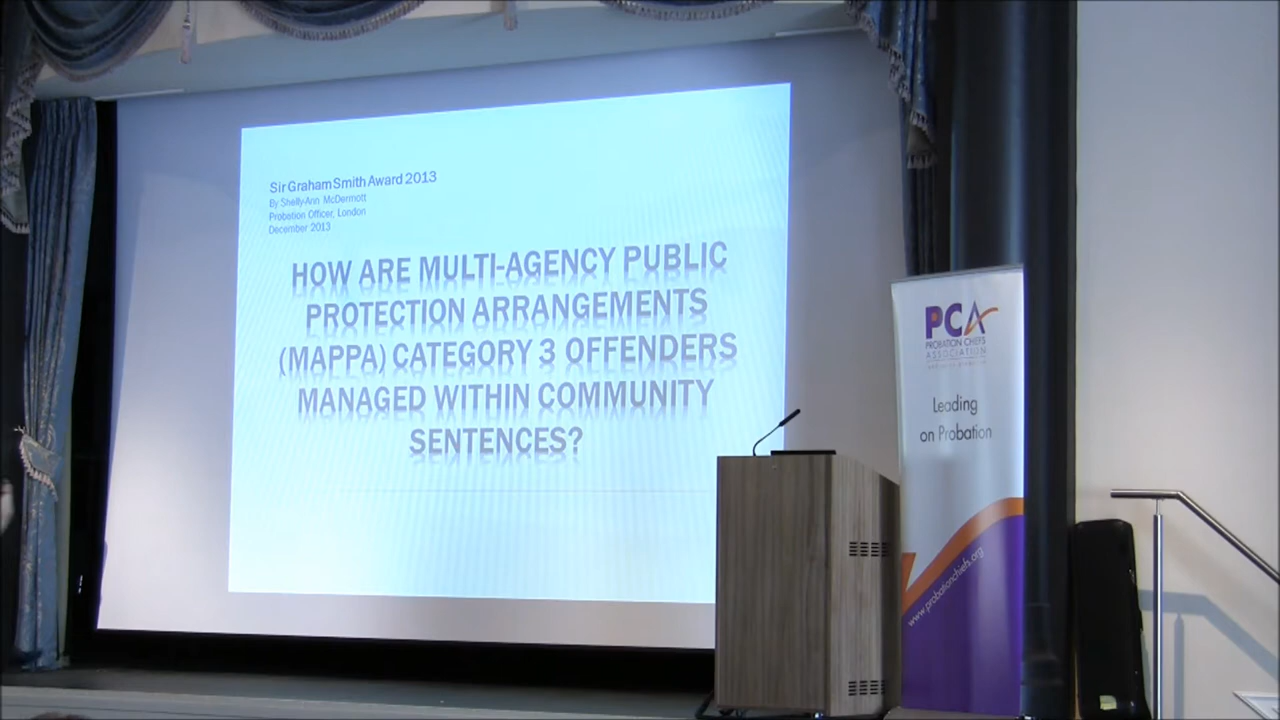 Sir Graham Smith Award 2013
By Shelly-Ann McDermott
Probation Officer, London
December 2013
HOW ARE MULTI-AGENCY PUBLIC
PROTECTION ARRANGEMENTS
(MAPPA) CATEGORY 3 OFFENDERS
MANAGED WITHIN COMMUNITY
SENTENCES?
PCA
PROBATION CHIEFS
ASSOCIATION
Leading
on Probation
www.probationchiefs.org